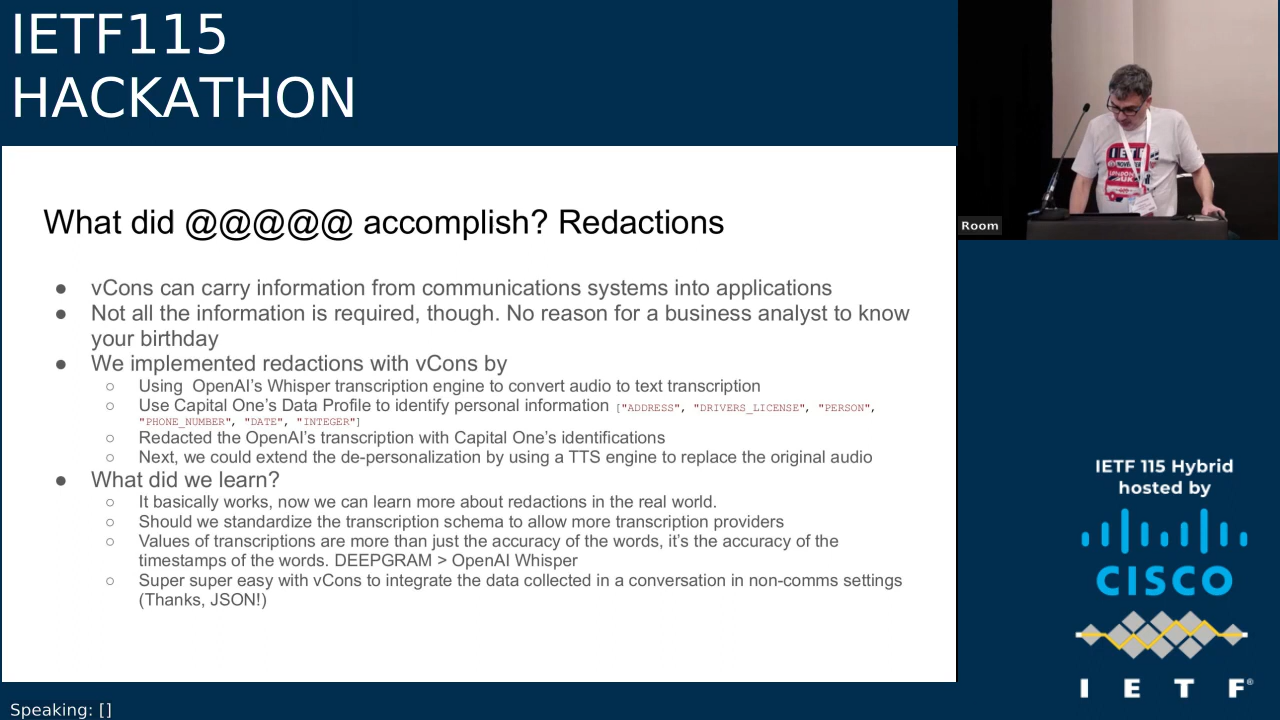 IETF115
HACKATHON
What did @@@@@ accomplish? Redactions
● vCons can carry information from communications systems into applications
● Not all the information is required, though. No reason for a business analyst to know
your birthday
● We implemented redactions with vCons by
○ Using OpenAI’s Whisper transcription engine to convert audio to text transcription
○ Use Capital One’s Data Profile to identify personal information ["ADDRESS", "DRIVERS_LICENSE", "PERSON",
"PHONE_NUMBER", "DATE", "INTEGER"]
○ Redacted the OpenAI’s transcription with Capital One’s identifications
○ Next, we could extend the de-personalization by using a TTS engine to replace the original audio
● What did we learn?
○ It basically works, now we can learn more about redactions in the real world.
○ Should we standardize the transcription schema to allow more transcription providers
○ Values of transcriptions are more than just the accuracy of the words, it’s the accuracy of the
timestamps of the words. DEEPGRAM > OpenAI Whisper
○ Super super easy with vCons to integrate the data collected in a conversation in non-comms settings
(Thanks, JSON!)
Speaking: []
IETF
LONDON
UK
Room
IETF 115 Hybrid
hosted by
CISCO
I E T F®